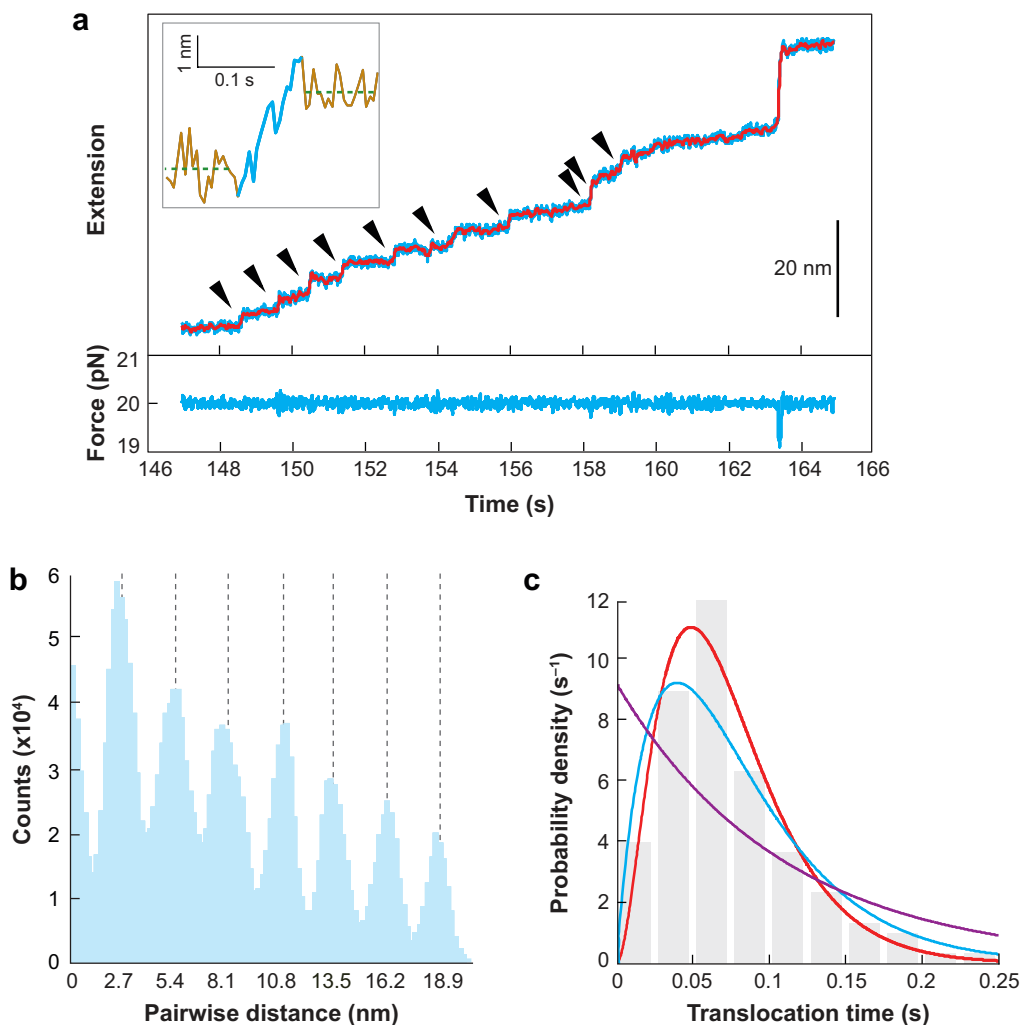 a
1 nm
0.1 s
Extension
20 nm
Force (pN)
21
20
19
146 148 150 152 154 156 158 160 162 164 166
Time (s)
b
Counts (x10⁴)
6
5
4
3
2
1
0
0 2.7 5.4 8.1 10.8 13.5 16.2 18.9
Pairwise distance (nm)
c
Probability density (s⁻¹)
12
10
8
6
4
2
0
0 0.05 0.1 0.15 0.2 0.25
Translocation time (s)